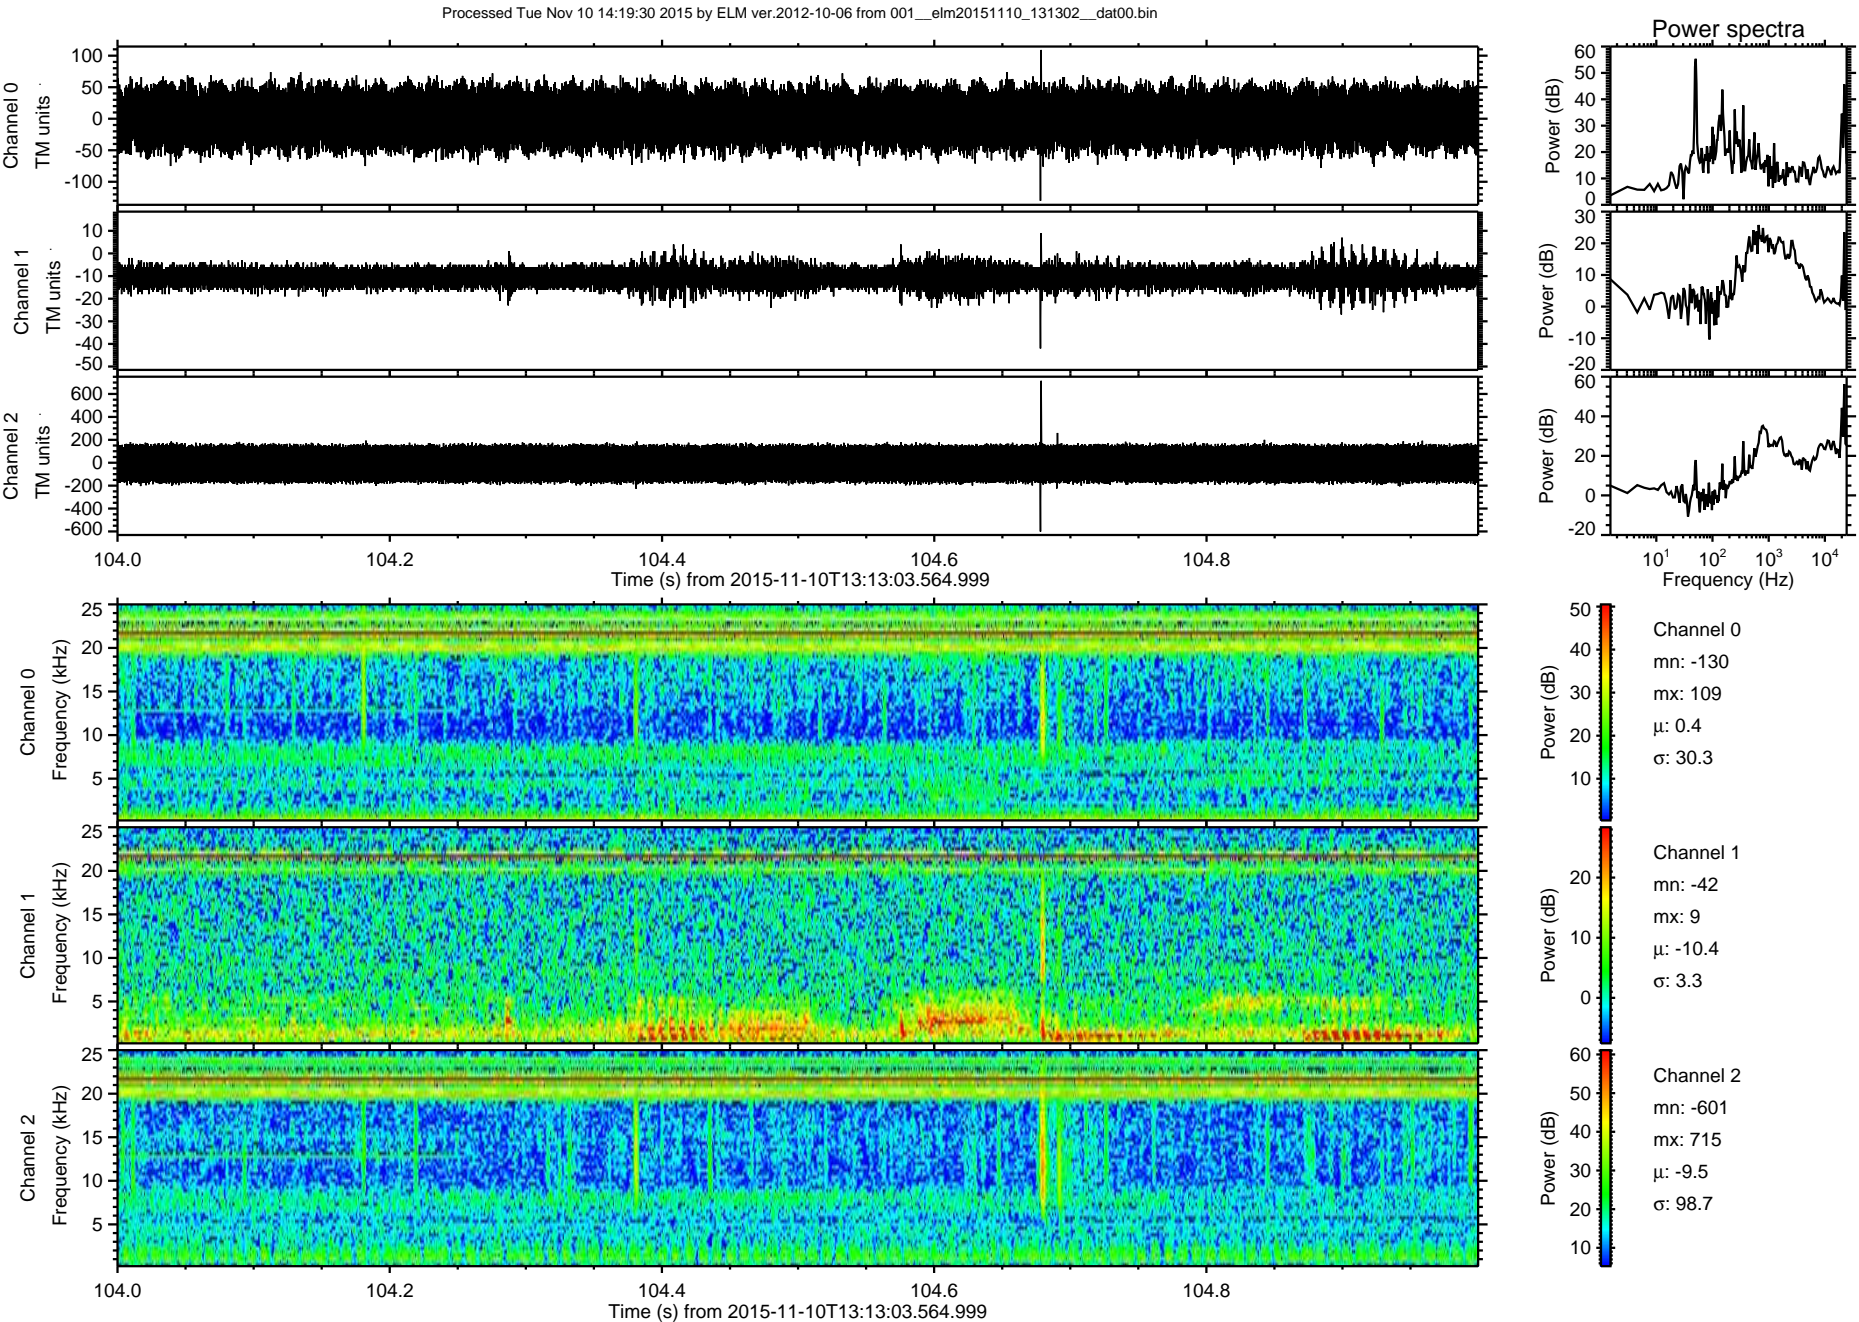 Processed Tue Nov 10 14:19:30 2015 by ELM ver.2012-10-06 from 001__elm20151110_131302__dat00.bin
Power spectra
Channel 0
TM units
100
50
0
-50
-100
Power (dB)
60
50
40
30
20
10
0
Channel 1
TM units
10
0
-10
-20
-30
-40
-50
Power (dB)
30
20
10
0
-10
-20
Channel 2
TM units
600
400
200
0
-200
-400
-600
Power (dB)
60
40
20
0
-20
104.0 104.2 104.4 104.6 104.8
Time (s) from 2015-11-10T13:13:03.564.999
10¹ 10² 10³ 10⁴
Frequency (Hz)
Channel 0
Frequency (kHz)
25
20
15
10
5
Power (dB)
50
40
30
20
10
Channel 0
mn: -130
mx: 109
μ: 0.4
σ: 30.3
Channel 1
Frequency (kHz)
25
20
15
10
5
Power (dB)
20
10
0
Channel 1
mn: -42
mx: 9
μ: -10.4
σ: 3.3
Channel 2
Frequency (kHz)
25
20
15
10
5
Power (dB)
60
50
40
30
20
10
Channel 2
mn: -601
mx: 715
μ: -9.5
σ: 98.7
104.0 104.2 104.4 104.6 104.8
Time (s) from 2015-11-10T13:13:03.564.999